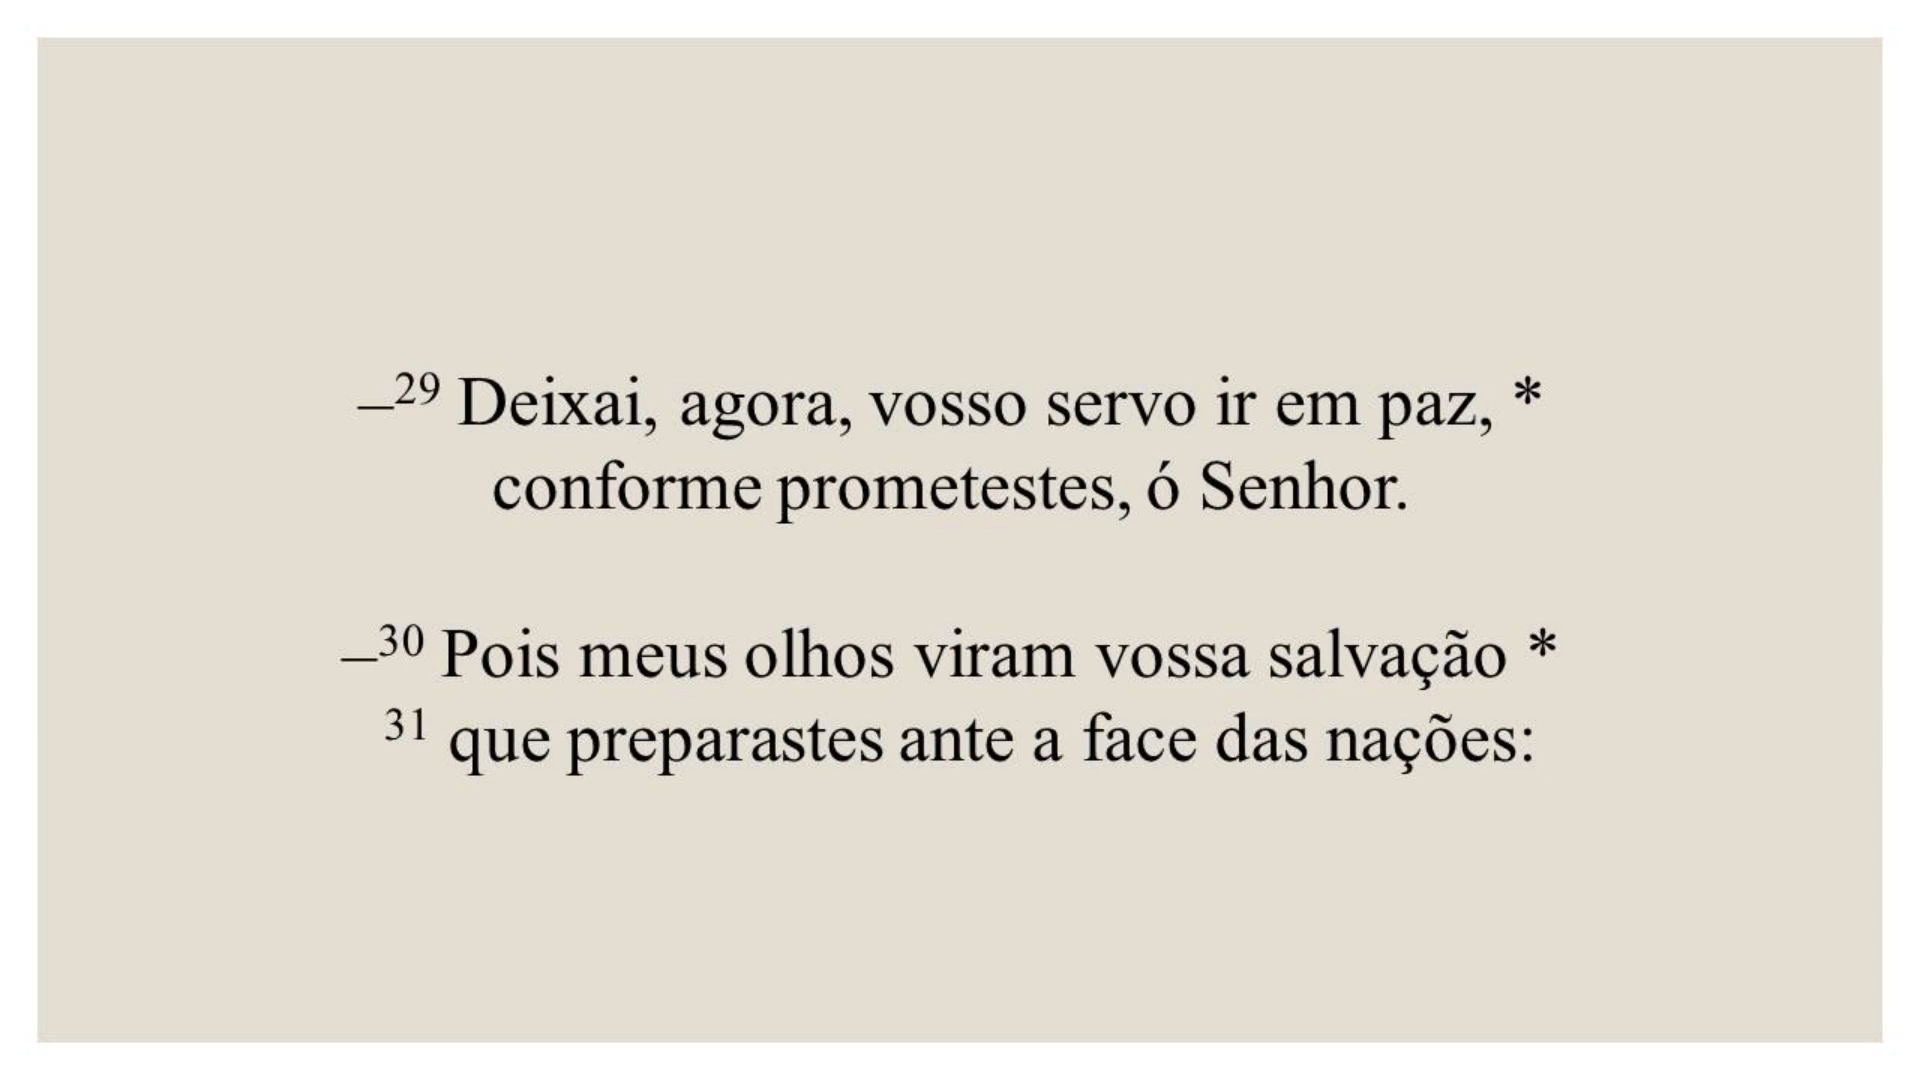 –29 Deixai, agora, vosso servo ir em paz, *
conforme prometestes, ó Senhor.
–30 Pois meus olhos viram vossa salvação *
31 que preparastes ante a face das nações: